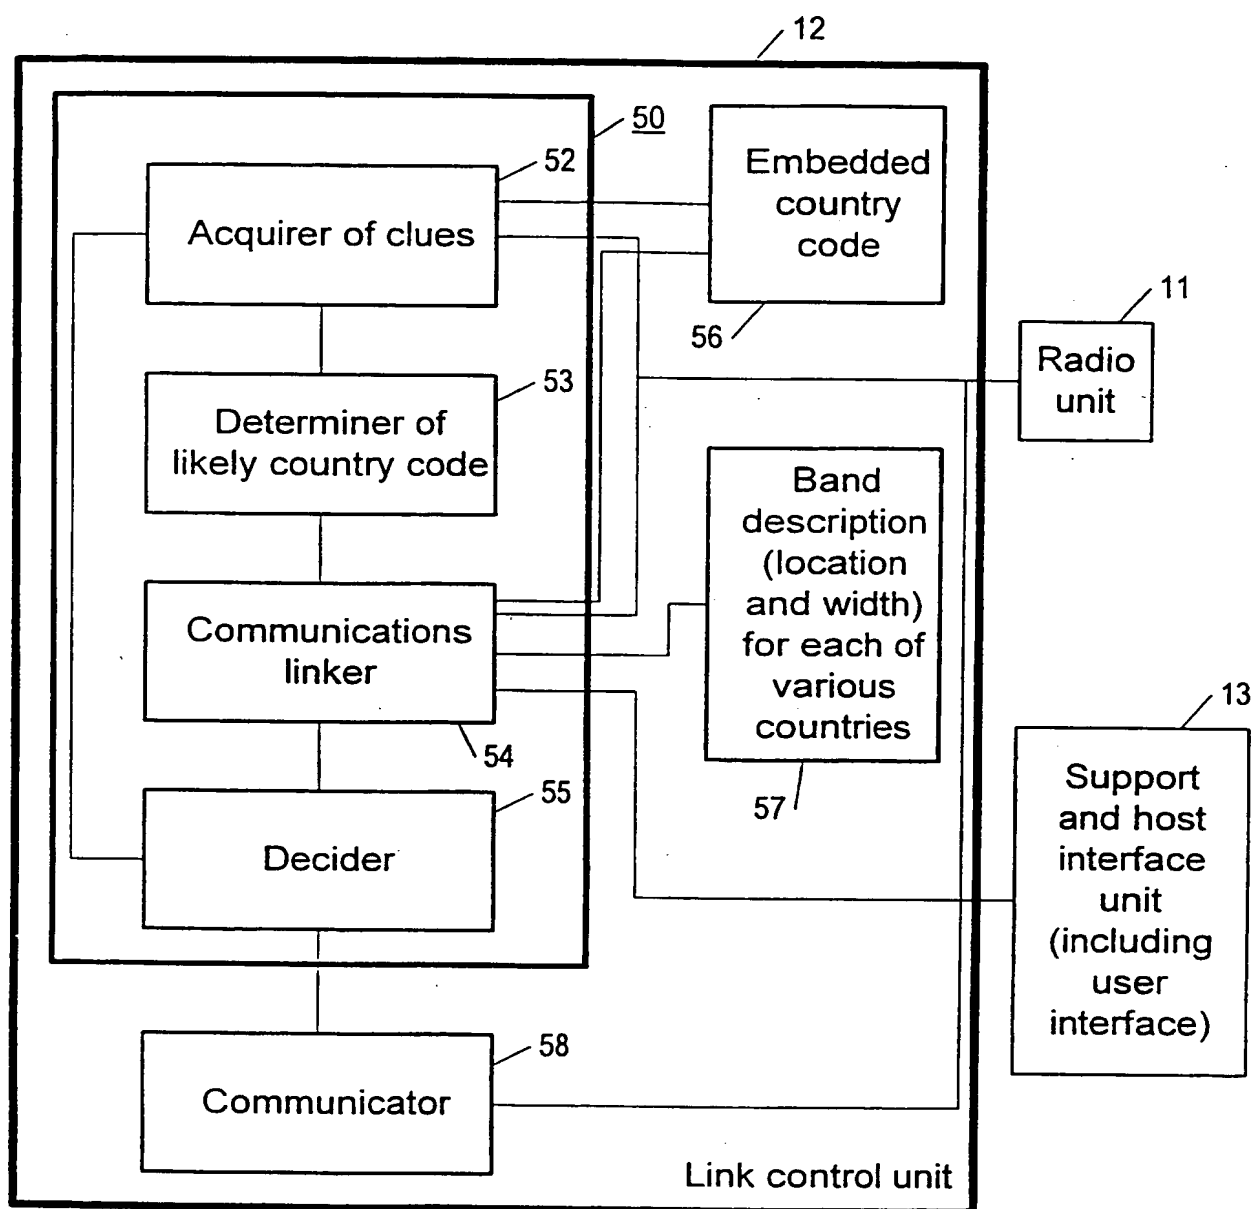 12
50
52
Acquirer of clues
Embedded
country
code
56
11
Radio
unit
53
Determiner of
likely country code
Band
description
(location
and width)
for each of
various
countries
57
Communications
linker
54
13
Support
and host
interface
unit
(including
user
interface)
55
Decider
58
Communicator
Link control unit